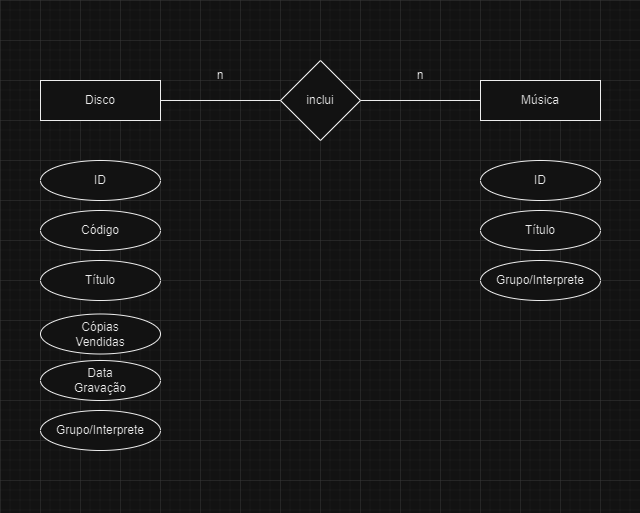 n
n
Disco
inclui
Música
ID
Código
Título
Cópias
Vendidas
Data
Gravação
Grupo/Interprete
ID
Título
Grupo/Interprete